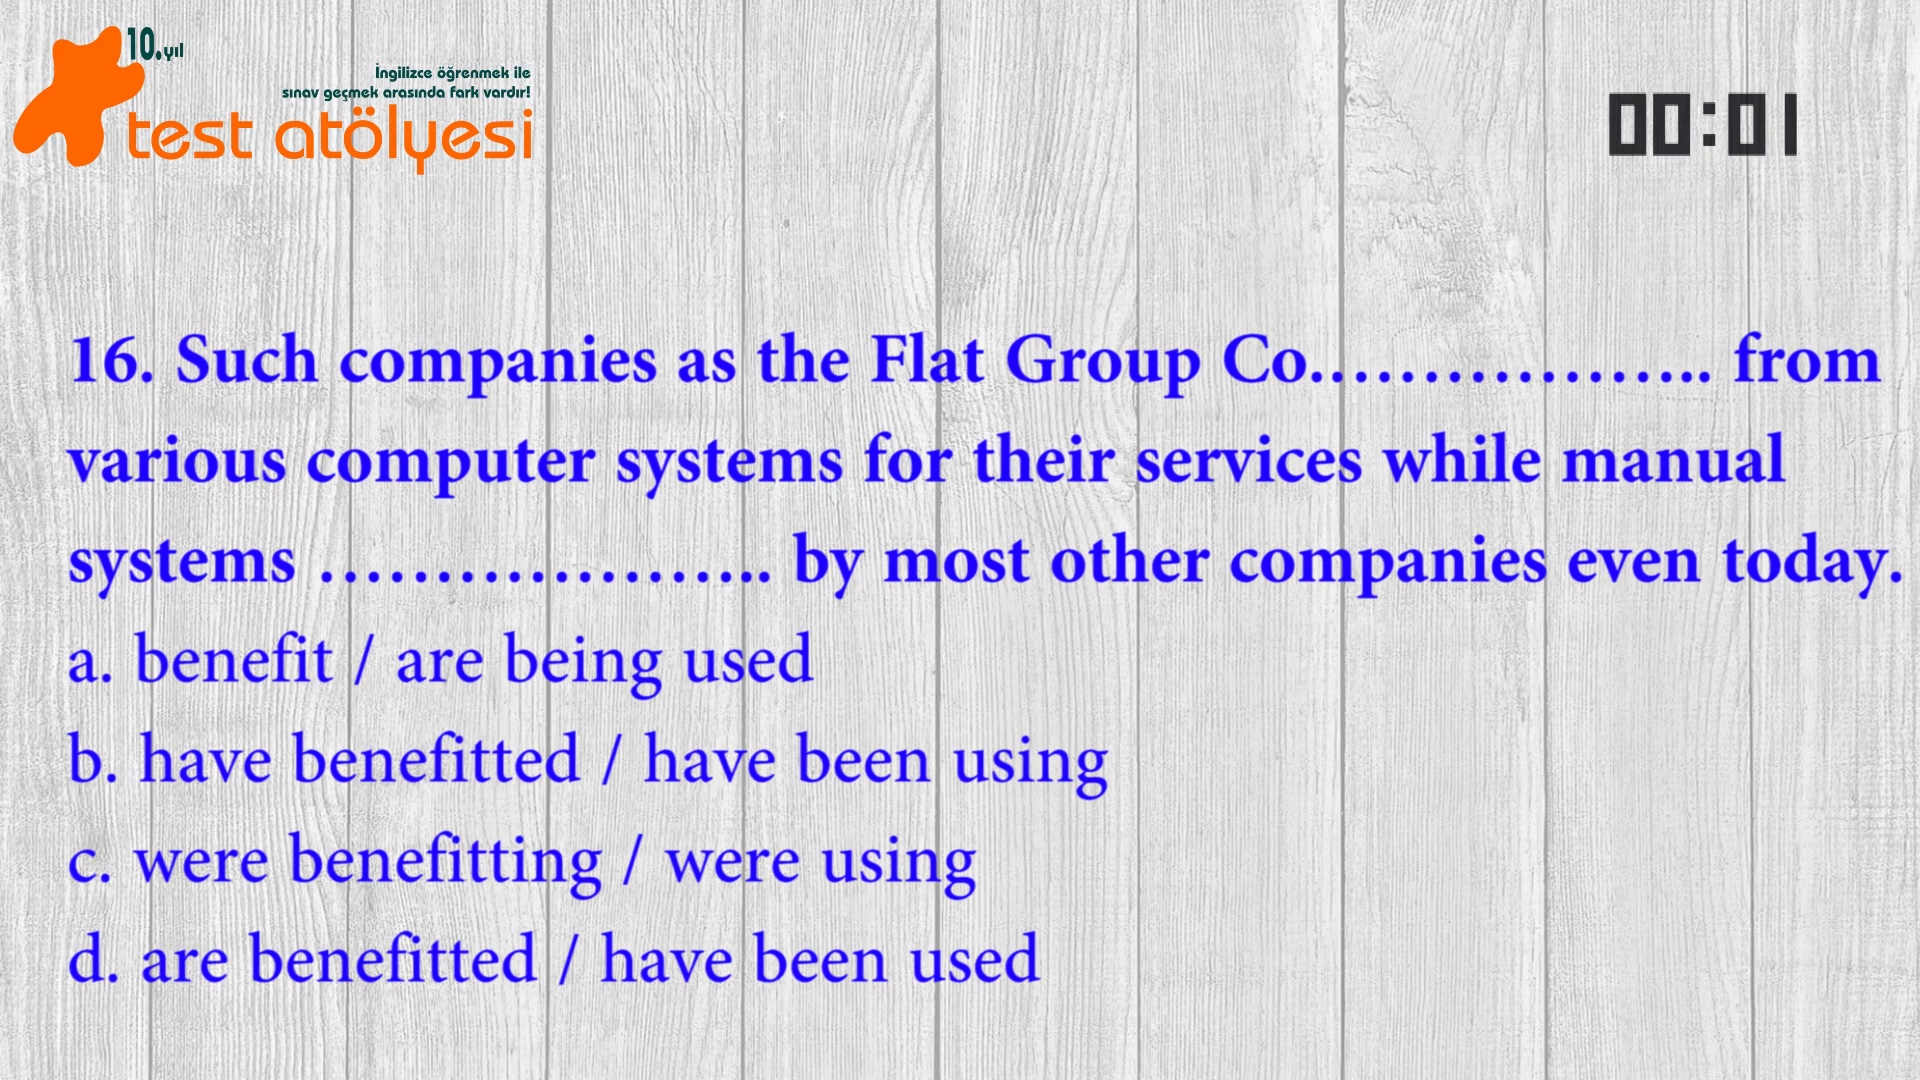 10.yıl
İngilizce öğrenmek ile
sınav geçmek arasında fark vardır!
test atölyesi
00:01
16. Such companies as the Flat Group Co.……………….. from
various computer systems for their services while manual
systems ……………….. by most other companies even today.
a. benefit / are being used
b. have benefitted / have been using
c. were benefitting / were using
d. are benefitted / have been used